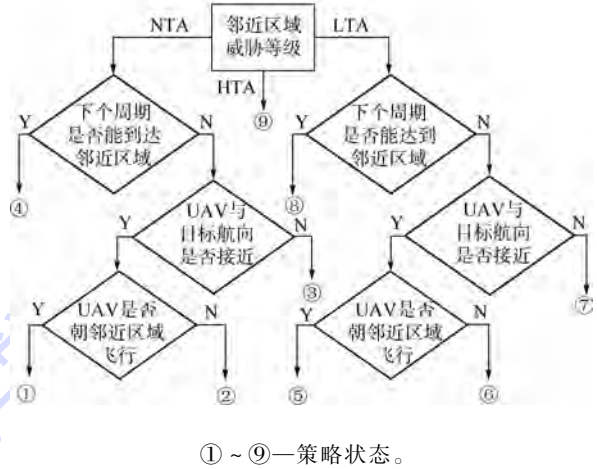 NTA
邻近区域
威胁等级
LTA
HTA
⑨
Y
下个周期
是否能到达
邻近区域
N
Y
下个周期
是否能达到
邻近区域
N
④
⑧
Y
UAV与
目标航向
是否接近
N
Y
UAV与
目标航向
是否接近
N
③
⑦
Y
UAV是否
朝邻近区域
飞行
N
Y
UAV是否
朝邻近区域
飞行
N
①
②
⑤
⑥
①~⑨—策略状态。